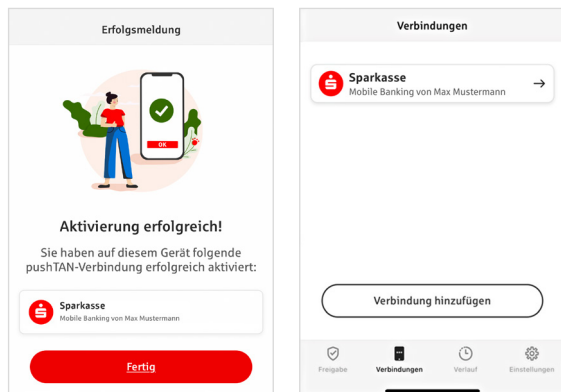 Erfolgsmeldung
OK
Aktivierung erfolgreich!
Sie haben auf diesem Gerät folgende
pushTAN-Verbindung erfolgreich aktiviert:
Sparkasse
Mobile Banking von Max Mustermann
Fertig
Verbindungen
Sparkasse
Mobile Banking von Max Mustermann
Verbindung hinzufügen
Freigabe
Verbindungen
Verlauf
Einstellungen